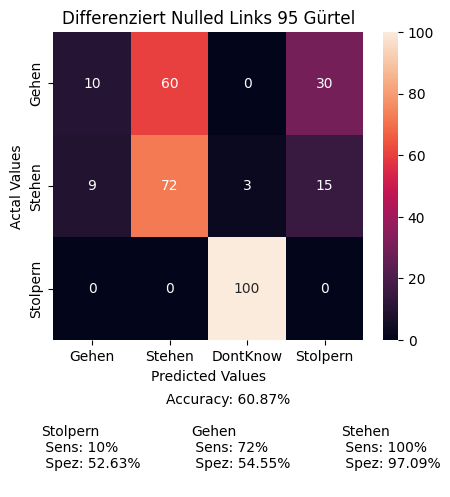 Differenziert Nulled Links 95 Gürtel
Actal Values
Gehen 10 60 0 30
Stehen 9 72 3 15
Stolpern 0 0 100 0
Gehen Stehen DontKnow Stolpern
Predicted Values
100
80
60
40
20
0
Accuracy: 60.87%
Stolpern Gehen Stehen
Sens: 10% Sens: 72% Sens: 100%
Spez: 52.63% Spez: 54.55% Spez: 97.09%